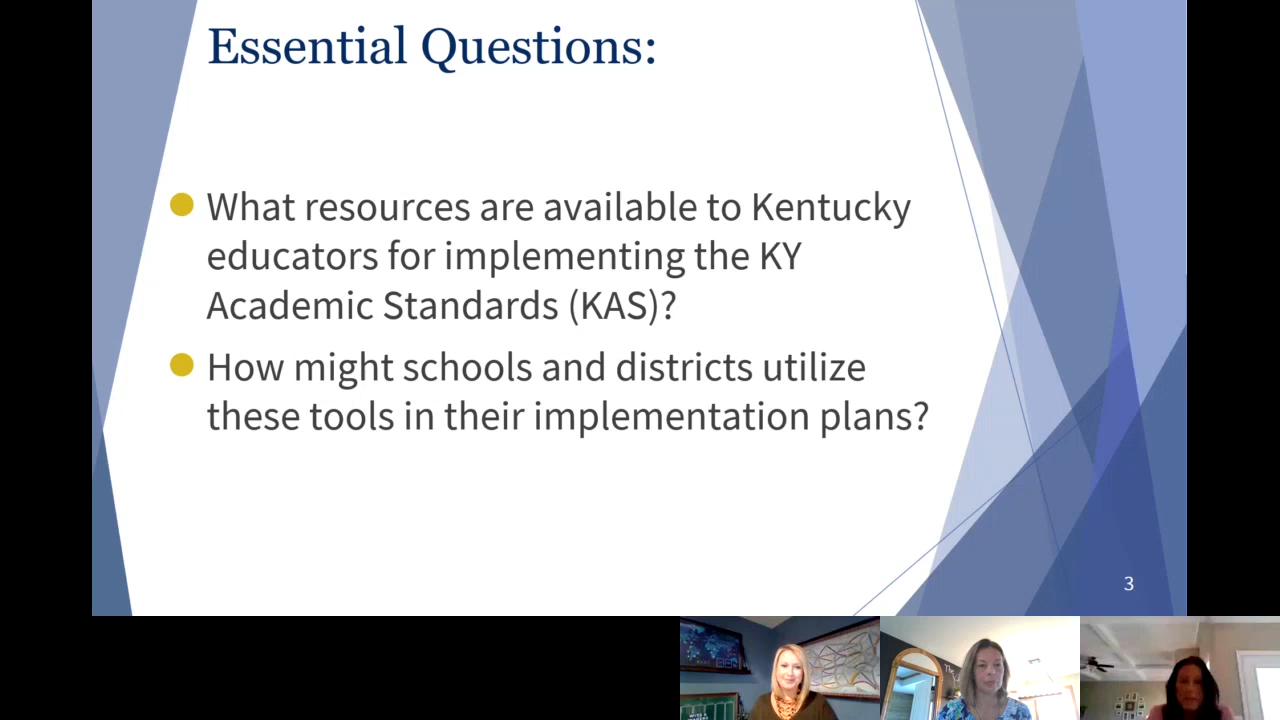 Essential Questions:
What resources are available to Kentucky
educators for implementing the KY
Academic Standards (KAS)?
How might schools and districts utilize
these tools in their implementation plans?
3